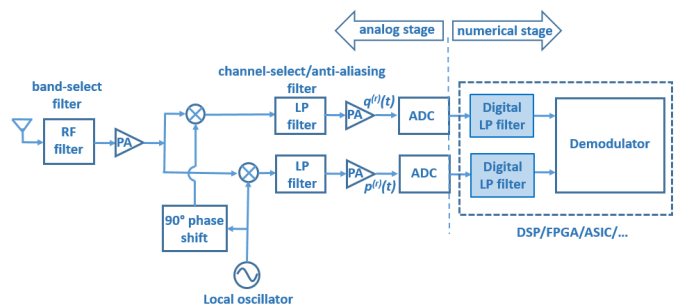 analog stage
numerical stage
band-select
filter
channel-select/anti-aliasing
filter
RF
filter
PA
LP
filter
PA
q⁽ʳ⁾(t)
ADC
Digital
LP filter
Demodulator
LP
filter
PA
p⁽ʳ⁾(t)
ADC
Digital
LP filter
90° phase
shift
DSP/FPGA/ASIC/...
Local oscillator